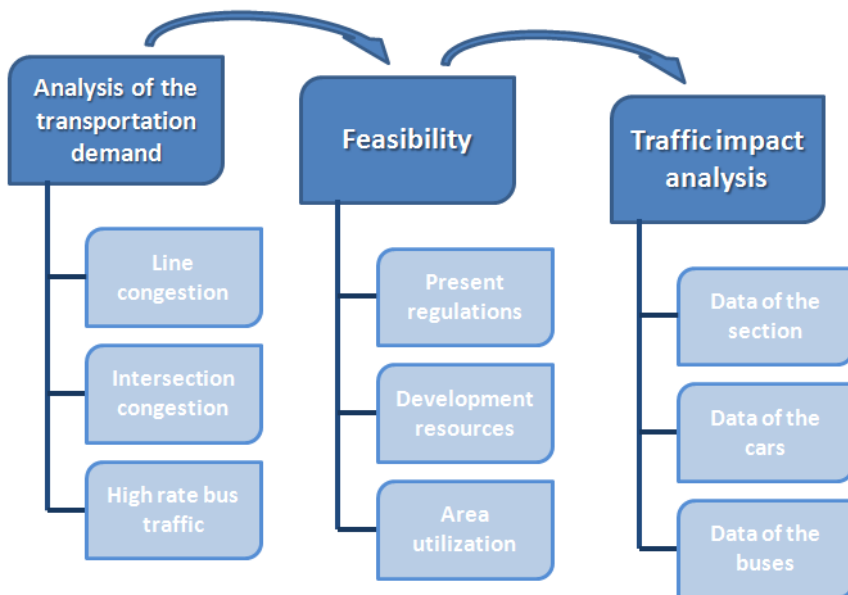 Analysis of the
transportation
demand
Line
congestion
Intersection
congestion
High rate bus
traffic
Feasibility
Present
regulations
Development
resources
Area
utilization
Traffic impact
analysis
Data of the
section
Data of the
cars
Data of the
buses